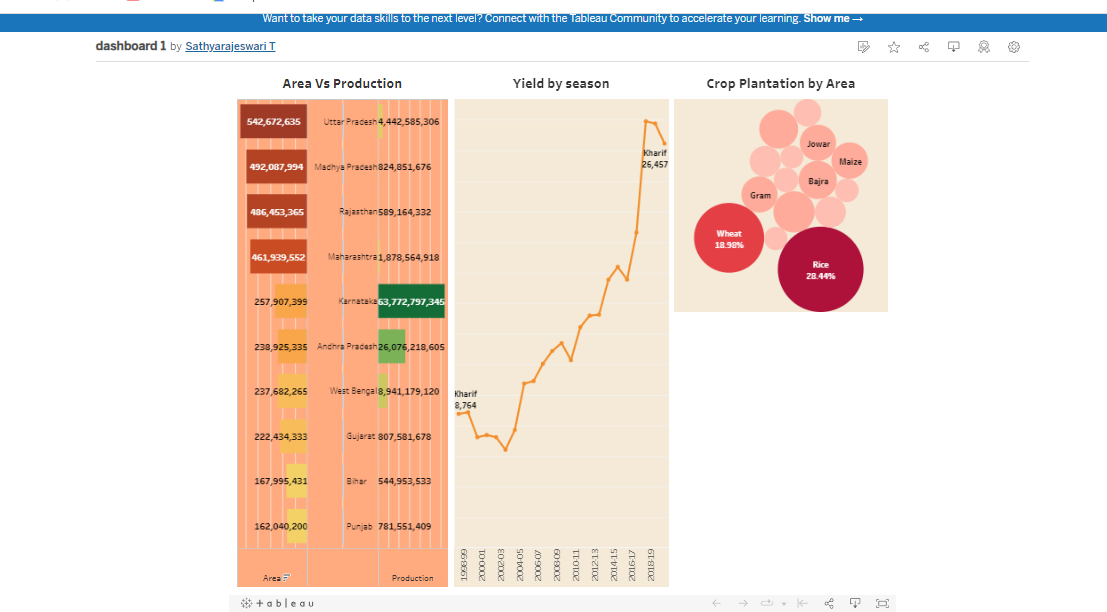 Want to take your data skills to the next level? Connect with the Tableau Community to accelerate your learning. Show me →
dashboard 1 by Sathyarajeswari T
Area Vs Production
542,672,635 Uttar Pradesh 4,442,585,306
492,087,994 Madhya Pradesh 824,851,676
486,453,365 Rajasthan 589,164,332
461,939,552 Maharashtra 1,878,564,918
257,907,399 Karnataka 63,772,797,345
238,925,335 Andhra Pradesh 26,076,218,605
237,682,265 West Bengal 8,941,179,120
222,434,333 Gujarat 807,581,678
167,995,431 Bihar 544,953,533
162,040,200 Punjab 781,551,409
Area Production
Yield by season
Kharif
26,457
Kharif
8,764
1998-99
2000-01
2002-03
2004-05
2006-07
2008-09
2010-11
2012-13
2014-15
2016-17
2018-19
Crop Plantation by Area
Jowar
Maize
Bajra
Gram
Wheat
18.98%
Rice
28.44%
+ableau